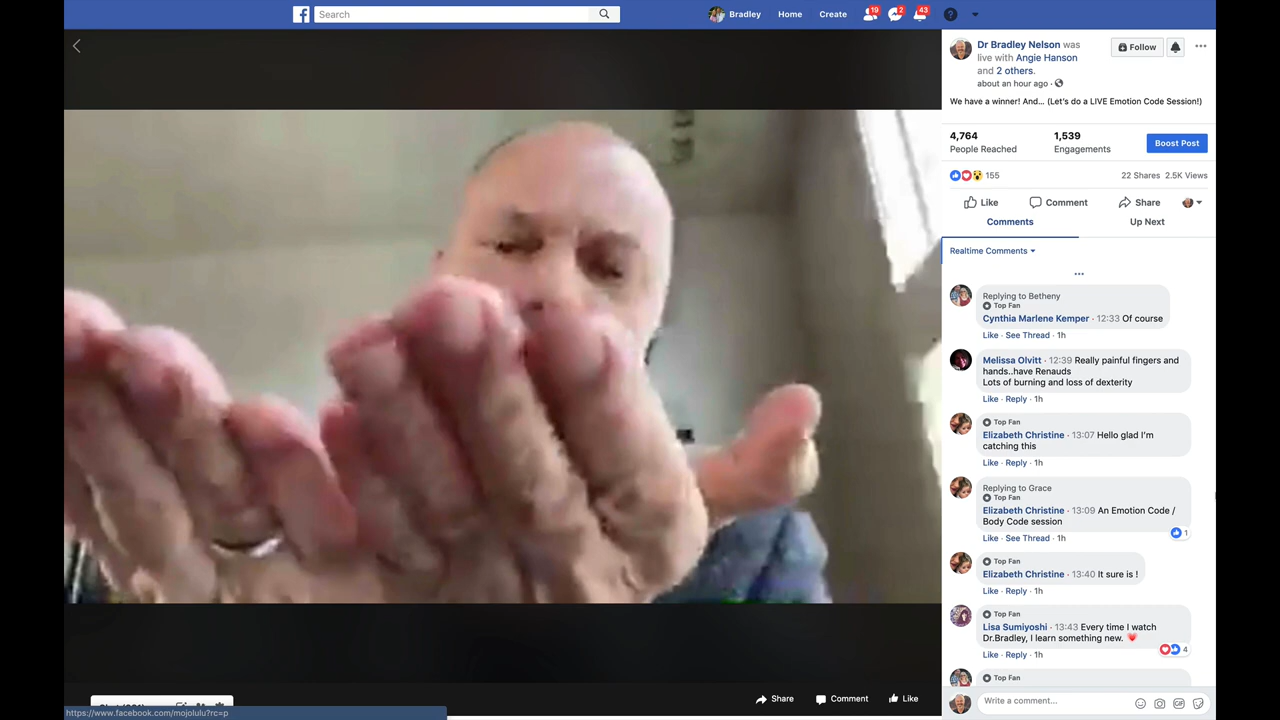 Search
Bradley
Home
Create
19
2
43
Dr Bradley Nelson was
live with Angie Hanson
and 2 others.
about an hour ago ·
Follow
We have a winner! And... (Let's do a LIVE Emotion Code Session!)
4,764
People Reached
1,539
Engagements
Boost Post
155
22 Shares 2.5K Views
Like
Comment
Share
Comments
Up Next
Realtime Comments
Replying to Betheny
Top Fan
Cynthia Marlene Kemper · 12:33 Of course
Like · See Thread · 1h
Melissa Olvitt · 12:39 Really painful fingers and
hands..have Renauds
Lots of burning and loss of dexterity
Like · Reply · 1h
Top Fan
Elizabeth Christine · 13:07 Hello glad I'm
catching this
Like · Reply · 1h
Replying to Grace
Top Fan
Elizabeth Christine · 13:09 An Emotion Code /
Body Code session
1
Like · See Thread · 1h
Top Fan
Elizabeth Christine · 13:40 It sure is !
Like · Reply · 1h
Top Fan
Lisa Sumiyoshi · 13:43 Every time I watch
Dr.Bradley, I learn something new.
4
Like · Reply · 1h
Top Fan
Write a comment...
GIF
Share
Comment
Like
https://www.facebook.com/mojolulu?rc=p